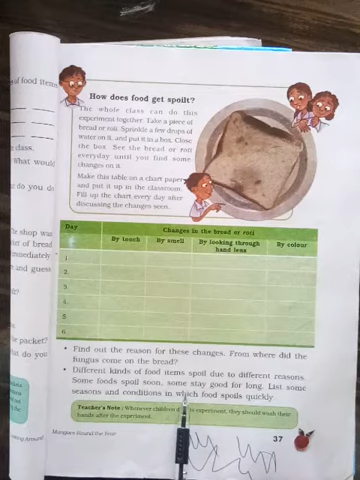 of food items
How does food get spoilt?
The whole class can do this
experiment together. Take a piece of
bread or roti. Sprinkle a few drops of
water on it, and put it in a box. Close
the box. See the bread or roti
everyday until you find some
changes on it.
Make this table on a chart paper
and put it up in the classroom.
Fill up the chart every day after
discussing the changes seen.
class.
What would
do you do
shop was
of bread
immediately
and guess
packet?
do you
Day
Changes in the bread or roti
By touch
By smell
By looking through
hand lens
By colour
1.
2.
3.
4.
5.
6.
• Find out the reason for these changes. From where did the
fungus come on the bread?
• Different kinds of food items spoil due to different reasons.
Some foods spoil soon, some stay good for long. List some
seasons and conditions in which food spoils quickly.
Teacher's Note : Whenever children do this experiment, they should wash their
hands after the experiment.
Mangoes Round the Year
37